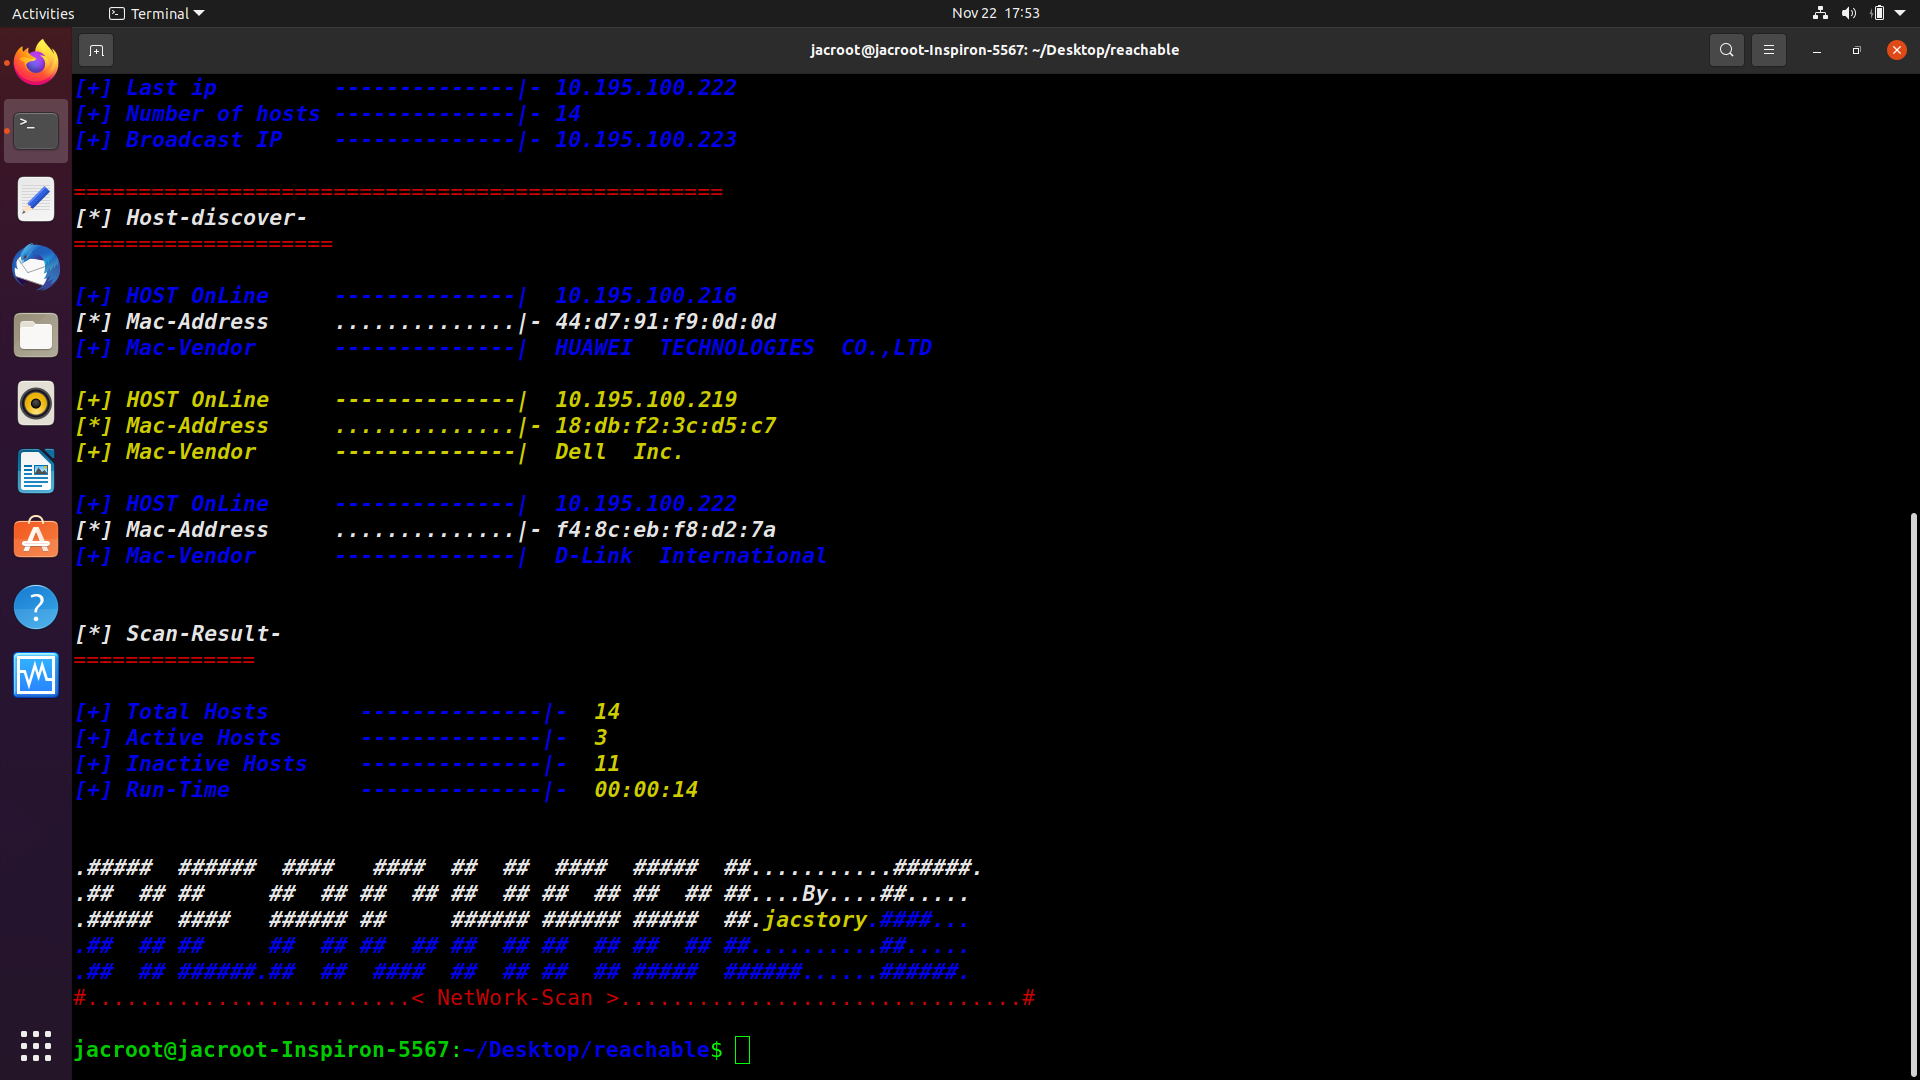 Activities
Terminal
Nov 22 17:53
jacroot@jacroot-Inspiron-5567: ~/Desktop/reachable
[+] Last ip         --------------|- 10.195.100.222
[+] Number of hosts --------------|- 14
[+] Broadcast IP    --------------|- 10.195.100.223
==================================================
[*] Host-discover-
====================
[+] HOST OnLine     --------------|  10.195.100.216
[*] Mac-Address     ..............|- 44:d7:91:f9:0d:0d
[+] Mac-Vendor      --------------|  HUAWEI  TECHNOLOGIES  CO.,LTD
[+] HOST OnLine     --------------|  10.195.100.219
[*] Mac-Address     ..............|- 18:db:f2:3c:d5:c7
[+] Mac-Vendor      --------------|  Dell  Inc.
[+] HOST OnLine     --------------|  10.195.100.222
[*] Mac-Address     ..............|- f4:8c:eb:f8:d2:7a
[+] Mac-Vendor      --------------|  D-Link  International
[*] Scan-Result-
==============
[+] Total Hosts       --------------|-  14
[+] Active Hosts      --------------|-  3
[+] Inactive Hosts    --------------|-  11
[+] Run-Time          --------------|-  00:00:14
.#####  ######  ####   ####  ##  ##  ####  #####  ##...........######.
.##  ## ##     ##  ## ##  ## ##  ## ##  ## ##  ## ##....By....##.....
.#####  ####   ###### ##     ###### ###### #####  ##.jacstory.####...
.##  ## ##     ##  ## ##  ## ##  ## ##  ## ##  ## ##..........##.....
.##  ## ######.##  ##  ####  ##  ## ##  ## #####  ######......######.
#.........................< NetWork-Scan >...............................#
jacroot@jacroot-Inspiron-5567:~/Desktop/reachable$